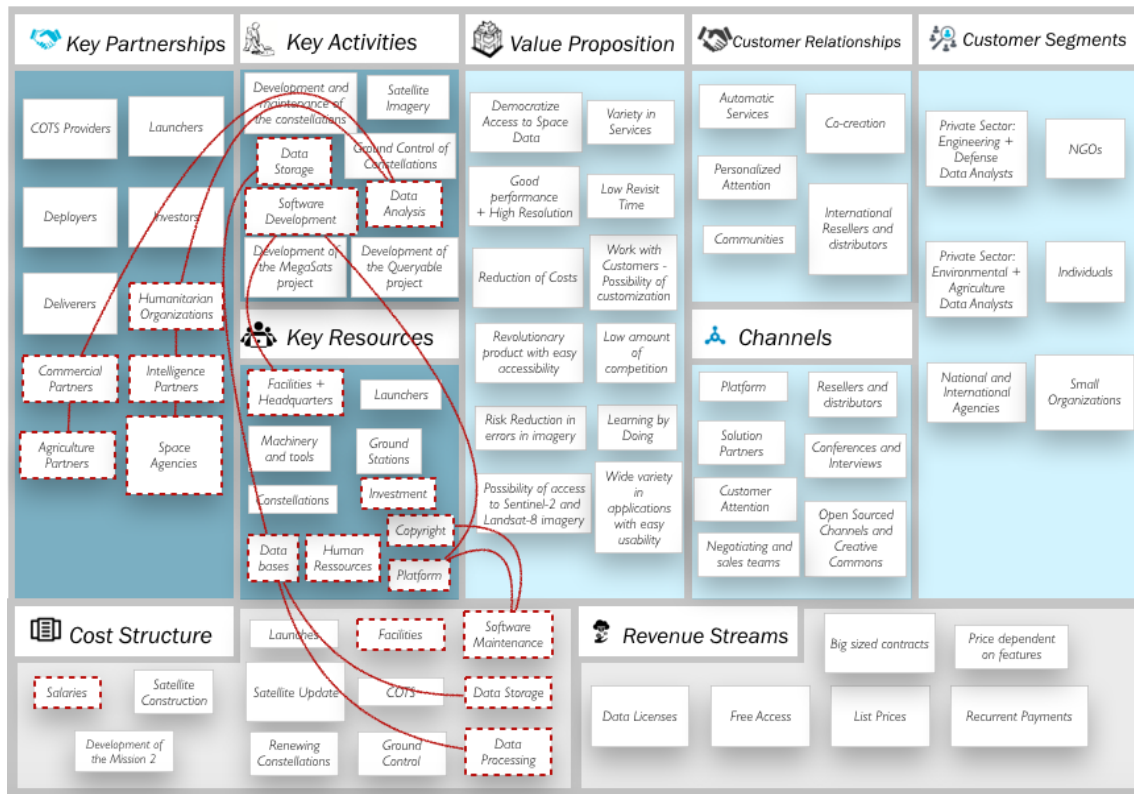 Key Partnerships
COTS Providers
Launchers
Deployers
Investors
Deliverers
Humanitarian
Organizations
Commercial
Partners
Intelligence
Partners
Agriculture
Partners
Space
Agencies
Key Activities
Development and
maintenance of
the constellations
Satellite
Imagery
Data
Storage
Ground Control of
Constellations
Software
Development
Data
Analysis
Development of
the MegaSats
project
Development of
the Queryable
project
Key Resources
Facilities +
Headquarters
Launchers
Machinery
and tools
Ground
Stations
Constellations
Investment
Copyright
Data
bases
Human
Ressources
Platform
Value Proposition
Democratize
Access to Space
Data
Variety in
Services
Good
performance
+ High Resolution
Low Revisit
Time
Reduction of Costs
Work with
Customers -
Possibility of
customization
Revolutionary
product with easy
accessibility
Low amount
of
competition
Risk Reduction in
errors in imagery
Learning by
Doing
Possibility of access
to Sentinel-2 and
Landsat-8 imagery
Wide variety
in
applications
with easy
usability
Customer Relationships
Automatic
Services
Co-creation
Personalized
Attention
International
Resellers and
distributors
Communities
Channels
Platform
Resellers and
distributors
Solution
Partners
Conferences and
Interviews
Customer
Attention
Open Sourced
Channels and
Creative
Commons
Negotiating and
sales teams
Customer Segments
Private Sector:
Engineering +
Defense
Data Analysts
NGOs
Private Sector:
Environmental +
Agriculture
Data Analysts
Individuals
National and
International
Agencies
Small
Organizations
Cost Structure
Launches
Facilities
Software
Maintenance
Salaries
Satellite
Construction
Satellite Update
COTS
Data Storage
Development of
the Mission 2
Renewing
Constellations
Ground
Control
Data
Processing
Revenue Streams
Big sized contracts
Price dependent
on features
Data Licenses
Free Access
List Prices
Recurrent Payments